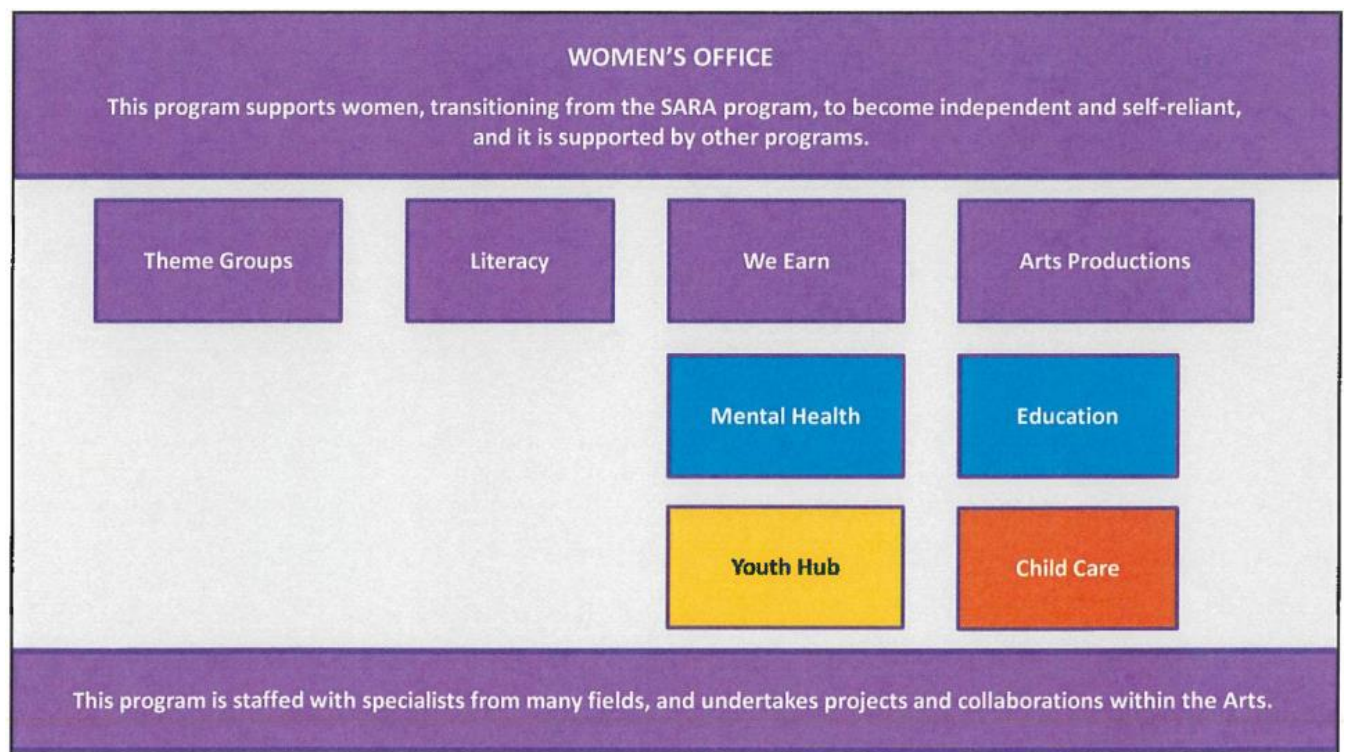 WOMEN'S OFFICE
This program supports women, transitioning from the SARA program, to become independent and self-reliant,
and it is supported by other programs.
Theme Groups
Literacy
We Earn
Arts Productions
Mental Health
Education
Youth Hub
Child Care
This program is staffed with specialists from many fields, and undertakes projects and collaborations within the Arts.